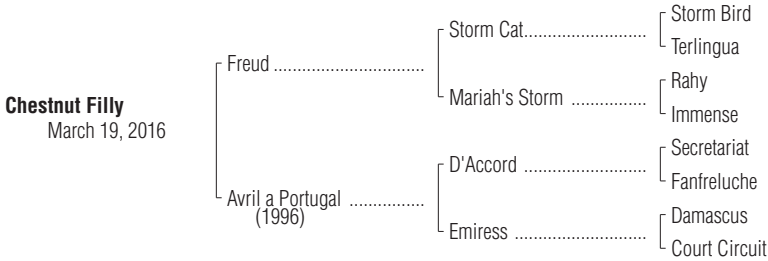 Storm Bird
Storm Cat..............................
Terlingua
Freud .....................................
Rahy
Mariah's Storm ...................
Immense
Chestnut Filly
March 19, 2016
Secretariat
D'Accord ..............................
Fanfreluche
Avril a Portugal ...................
(1996)
Damascus
Emiress ................................
Court Circuit